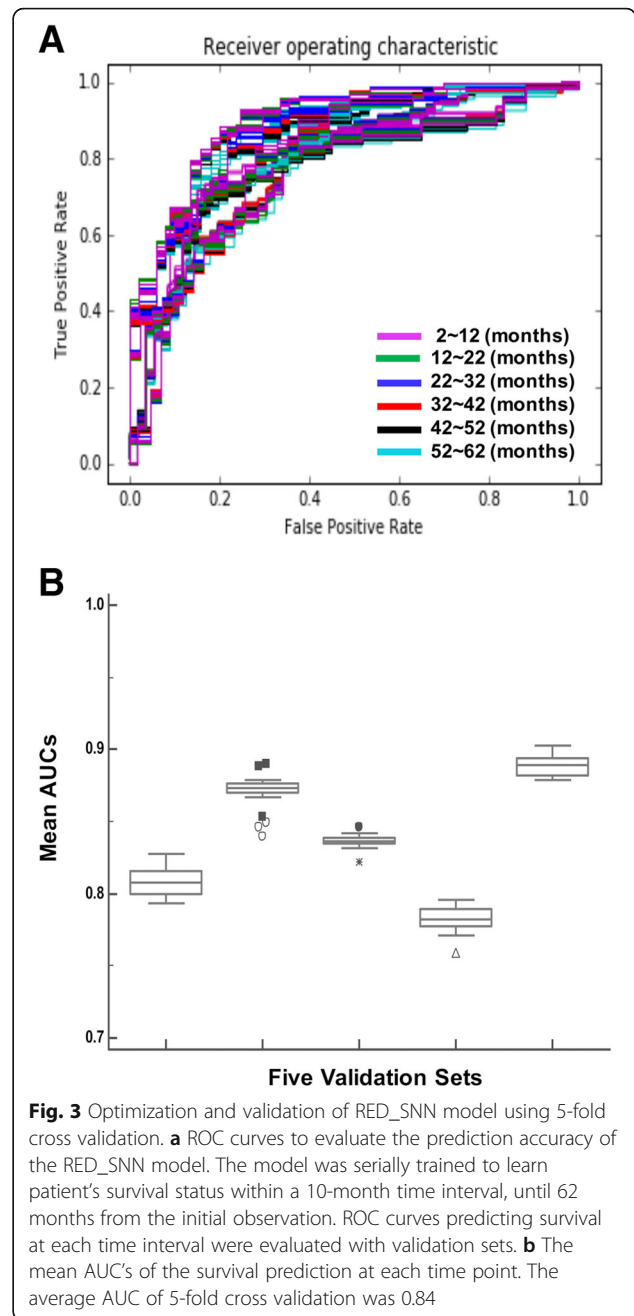 A
Receiver operating characteristic
1.0
0.8
0.6
0.4
0.2
0.0
True Positive Rate
2~12 (months)
12~22 (months)
22~32 (months)
32~42 (months)
42~52 (months)
52~62 (months)
0.0 0.2 0.4 0.6 0.8 1.0
False Positive Rate
B
1.0
0.9
0.8
0.7
Mean AUCs
Five Validation Sets
Fig. 3 Optimization and validation of RED_SNN model using 5-fold
cross validation. a ROC curves to evaluate the prediction accuracy of
the RED_SNN model. The model was serially trained to learn
patient's survival status within a 10-month time interval, until 62
months from the initial observation. ROC curves predicting survival
at each time interval were evaluated with validation sets. b The
mean AUC's of the survival prediction at each time point. The
average AUC of 5-fold cross validation was 0.84